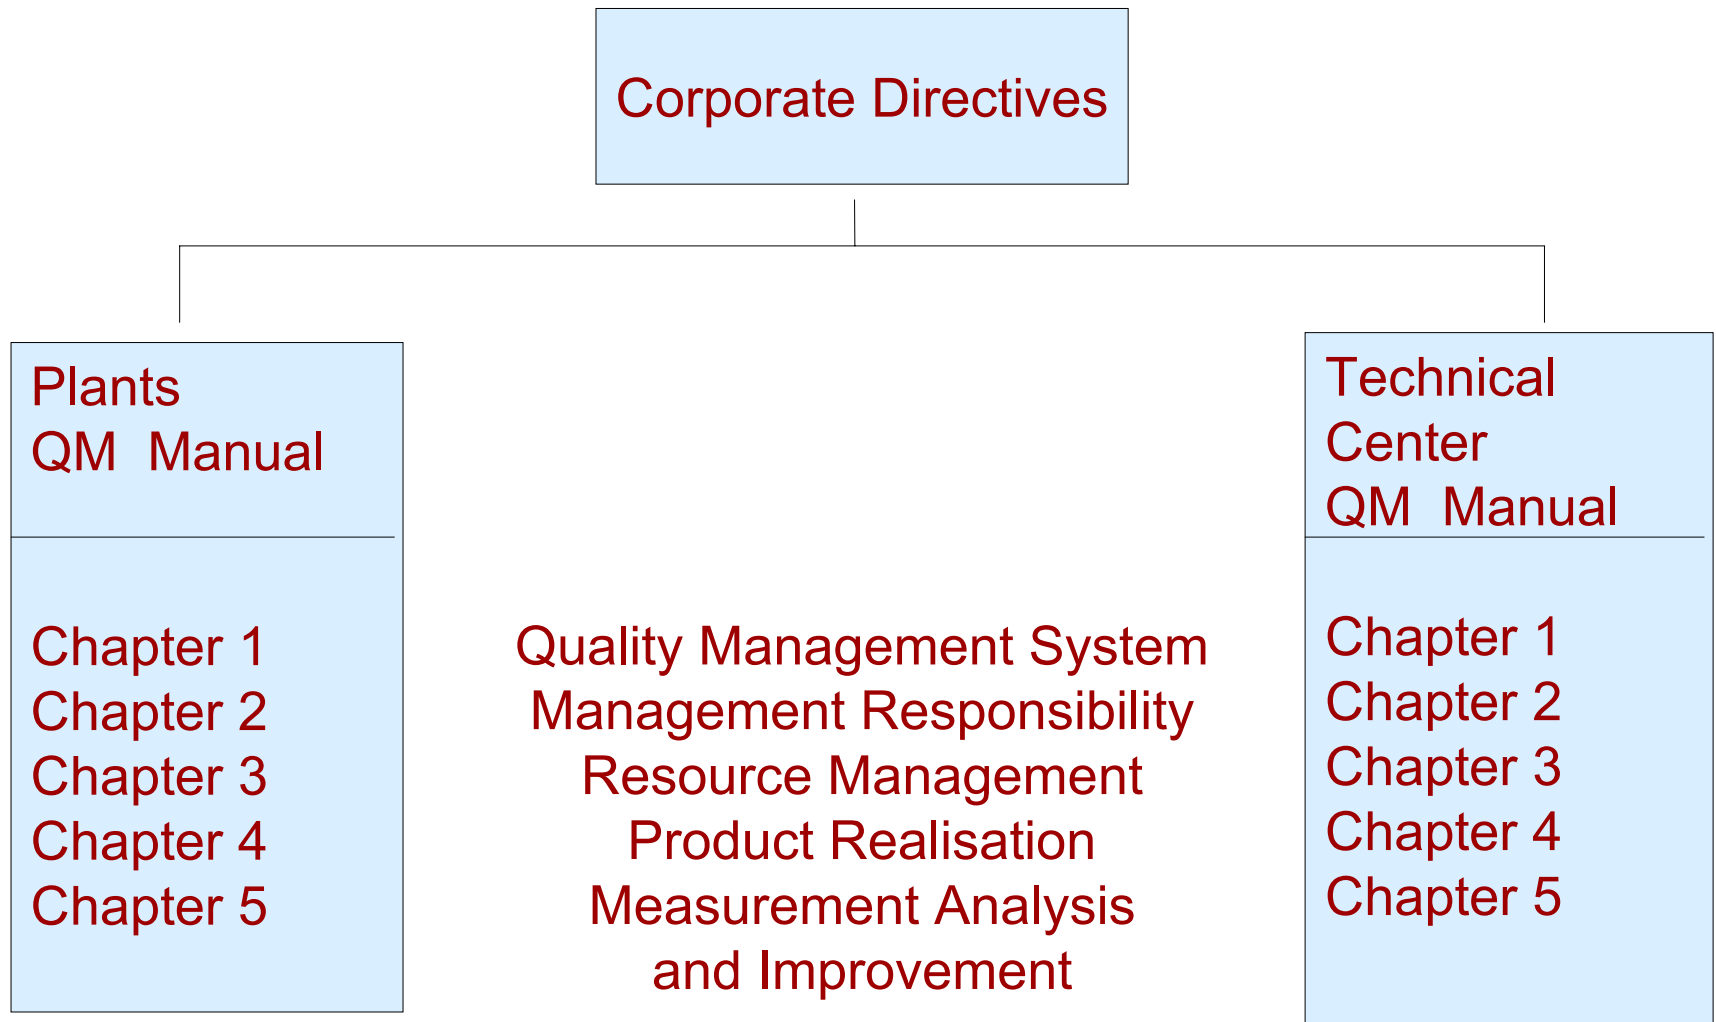 Corporate Directives
Plants
QM Manual
Chapter 1
Chapter 2
Chapter 3
Chapter 4
Chapter 5
Quality Management System
Management Responsibility
Resource Management
Product Realisation
Measurement Analysis
and Improvement
Technical
Center
QM Manual
Chapter 1
Chapter 2
Chapter 3
Chapter 4
Chapter 5